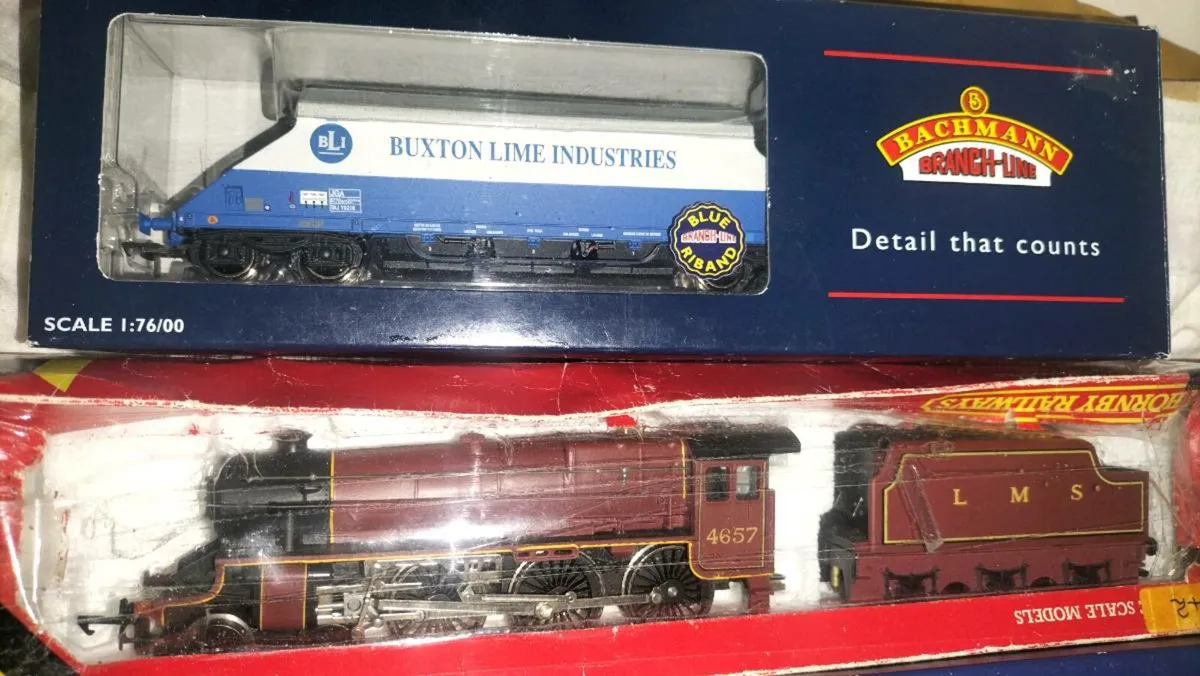 BLI
BUXTON LIME INDUSTRIES
JGA
BLUE
BRANCH-LINE
RIBAND
BACHMANN
BRANCH-LINE
Detail that counts
SCALE 1:76/00
HORNBY RAILWAYS
4657
L M S
SCALE MODELS